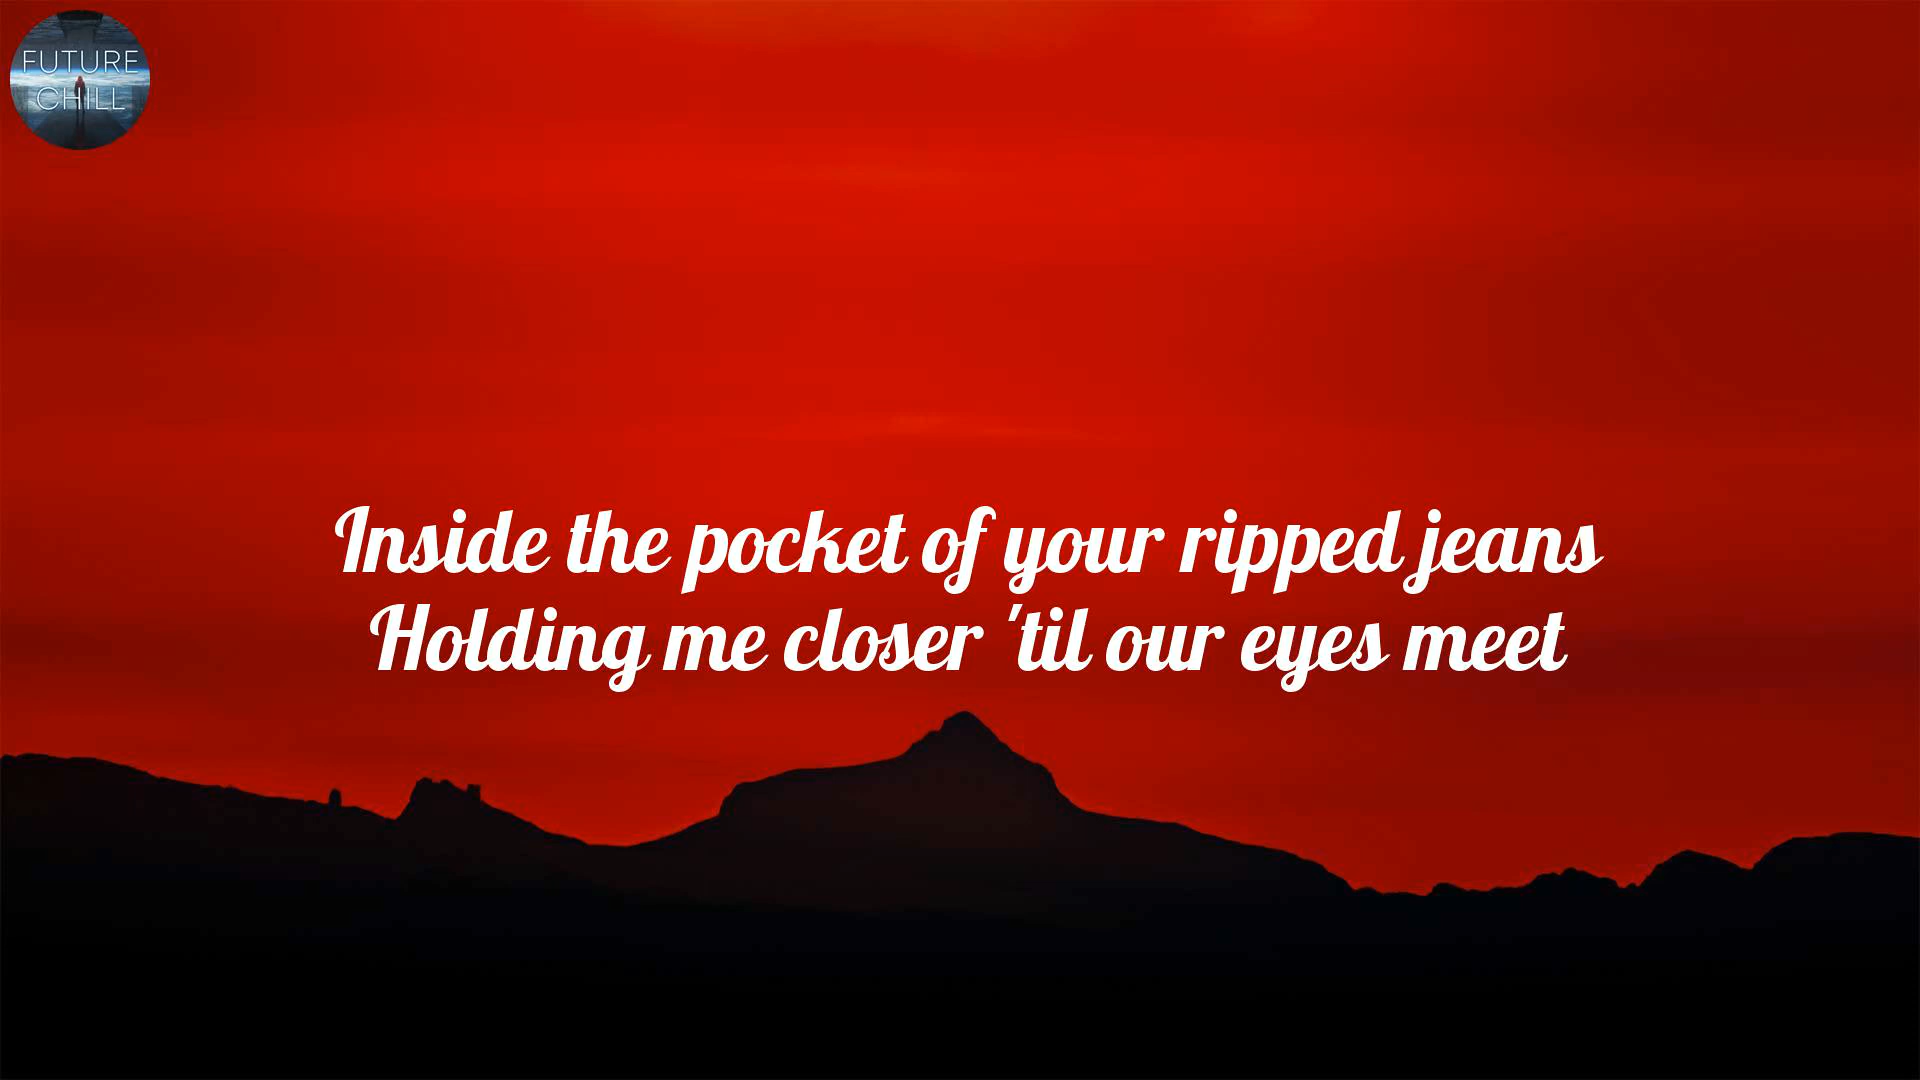 FUTURE
CHILL
Inside the pocket of your ripped jeans
Holding me closer 'til our eyes meet